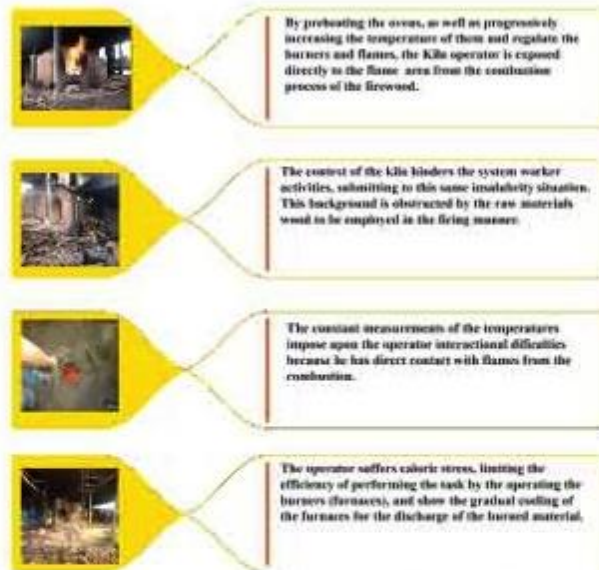 By preheating the ovens, as well as progressively
increasing the temperature of them and regulate the
burners and flames, the Kiln operator is exposed
directly to the flame area from the combustion
process of the firewood.
The context of the kiln hinders the system worker
activities, submitting to this same insalubrity situation.
This background is obstructed by the raw materials
wood to be employed in the firing manner.
The constant measurements of the temperatures
impose upon the operator interactional dificulties
because he has direct contact with flames from the
combustion.
The operator suffers caloric stress, limiting the
efficiency of performing the task by the operating the
burners (furnaces), and show the gradual cooling of
the furnaces for the discharge of the burned material.